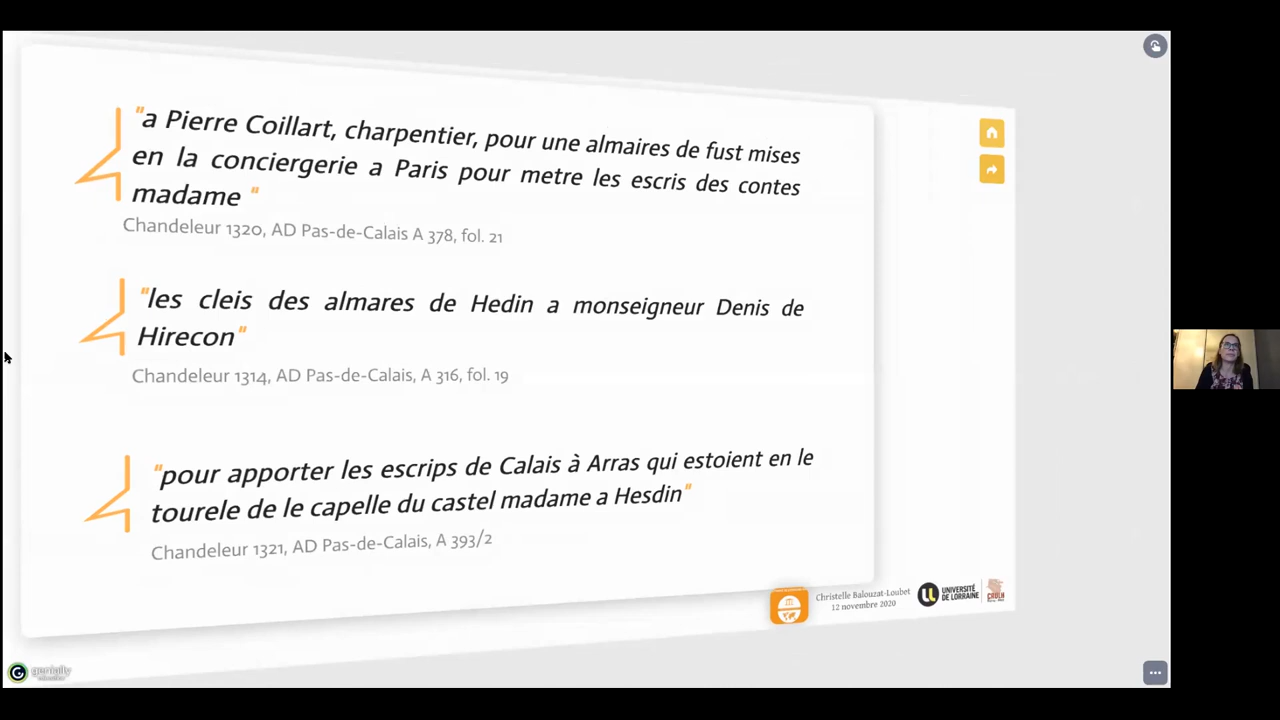 "a Pierre Coillart, charpentier, pour une almaires de fust mises
en la conciergerie a Paris pour metre les escris des contes
madame "
Chandeleur 1320, AD Pas-de-Calais A 378, fol. 21
"les cleis des almares de Hedin a monseigneur Denis de
Hirecon"
Chandeleur 1314, AD Pas-de-Calais, A 316, fol. 19
"pour apporter les escrips de Calais à Arras qui estoient en le
tourele de le capelle du castel madame a Hesdin"
Chandeleur 1321, AD Pas-de-Calais, A 393/2
Christelle Balouzat-Loubet
12 novembre 2020
UNIVERSITÉ
DE LORRAINE
genially